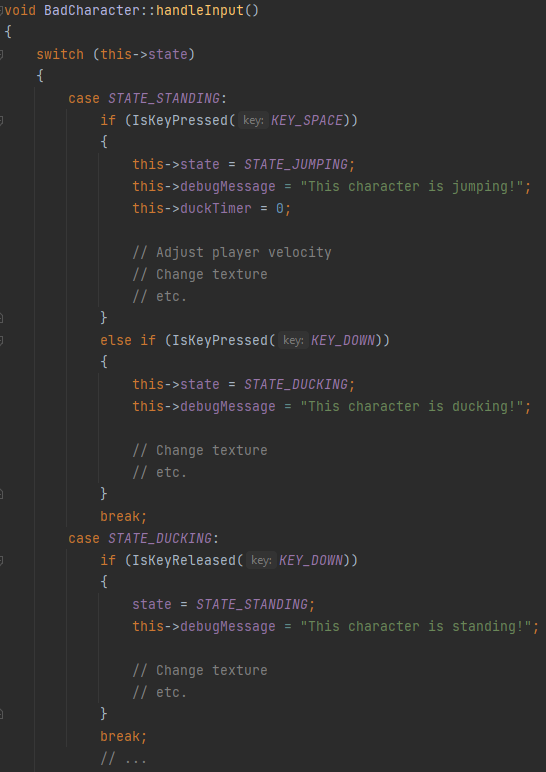 void BadCharacter::handleInput()
{
    switch (this->state)
    {
        case STATE_STANDING:
            if (IsKeyPressed( key: KEY_SPACE))
            {
                this->state = STATE_JUMPING;
                this->debugMessage = "This character is jumping!";
                this->duckTimer = 0;

                // Adjust player velocity
                // Change texture
                // etc.
            }
            else if (IsKeyPressed( key: KEY_DOWN))
            {
                this->state = STATE_DUCKING;
                this->debugMessage = "This character is ducking!";

                // Change texture
                // etc.
            }
            break;
        case STATE_DUCKING:
            if (IsKeyReleased( key: KEY_DOWN))
            {
                state = STATE_STANDING;
                this->debugMessage = "This character is standing!";

                // Change texture
                // etc.
            }
            break;
            // ...